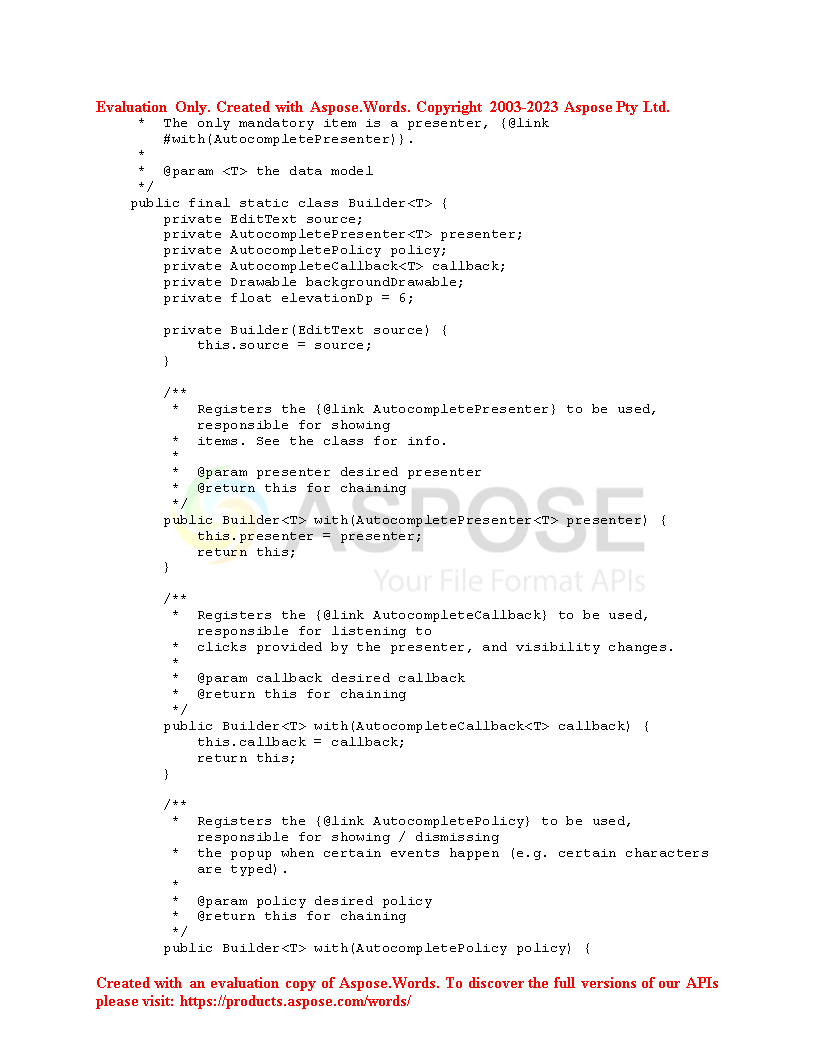 Evaluation Only. Created with Aspose.Words. Copyright 2003-2023 Aspose Pty Ltd.
* The only mandatory item is a presenter, {@link
#with(AutocompletePresenter)}.
*
* @param <T> the data model
*/
public final static class Builder<T> {
private EditText source;
private AutocompletePresenter<T> presenter;
private AutocompletePolicy policy;
private AutocompleteCallback<T> callback;
private Drawable backgroundDrawable;
private float elevationDp = 6;
private Builder(EditText source) {
this.source = source;
}
/**
* Registers the {@link AutocompletePresenter} to be used,
responsible for showing
* items. See the class for info.
*
* @param presenter desired presenter
* @return this for chaining
*/
public Builder<T> with(AutocompletePresenter<T> presenter) {
this.presenter = presenter;
return this;
}
ASPOSE
Your File Format APIs
/**
* Registers the {@link AutocompleteCallback} to be used,
responsible for listening to
* clicks provided by the presenter, and visibility changes.
*
* @param callback desired callback
* @return this for chaining
*/
public Builder<T> with(AutocompleteCallback<T> callback) {
this.callback = callback;
return this;
}
/**
* Registers the {@link AutocompletePolicy} to be used,
responsible for showing / dismissing
* the popup when certain events happen (e.g. certain characters
are typed).
*
* @param policy desired policy
* @return this for chaining
*/
public Builder<T> with(AutocompletePolicy policy) {
Created with an evaluation copy of Aspose.Words. To discover the full versions of our APIs
please visit: https://products.aspose.com/words/